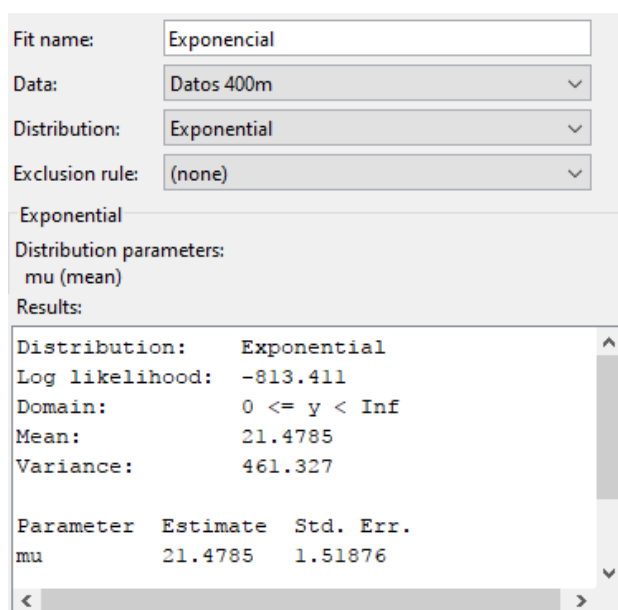 Fit name: Exponencial
Data: Datos 400m
Distribution: Exponential
Exclusion rule: (none)
Exponential
Distribution parameters:
mu (mean)
Results:
Distribution: Exponential
Log likelihood: -813.411
Domain: 0 <= y < Inf
Mean: 21.4785
Variance: 461.327
Parameter Estimate Std. Err.
mu 21.4785 1.51876